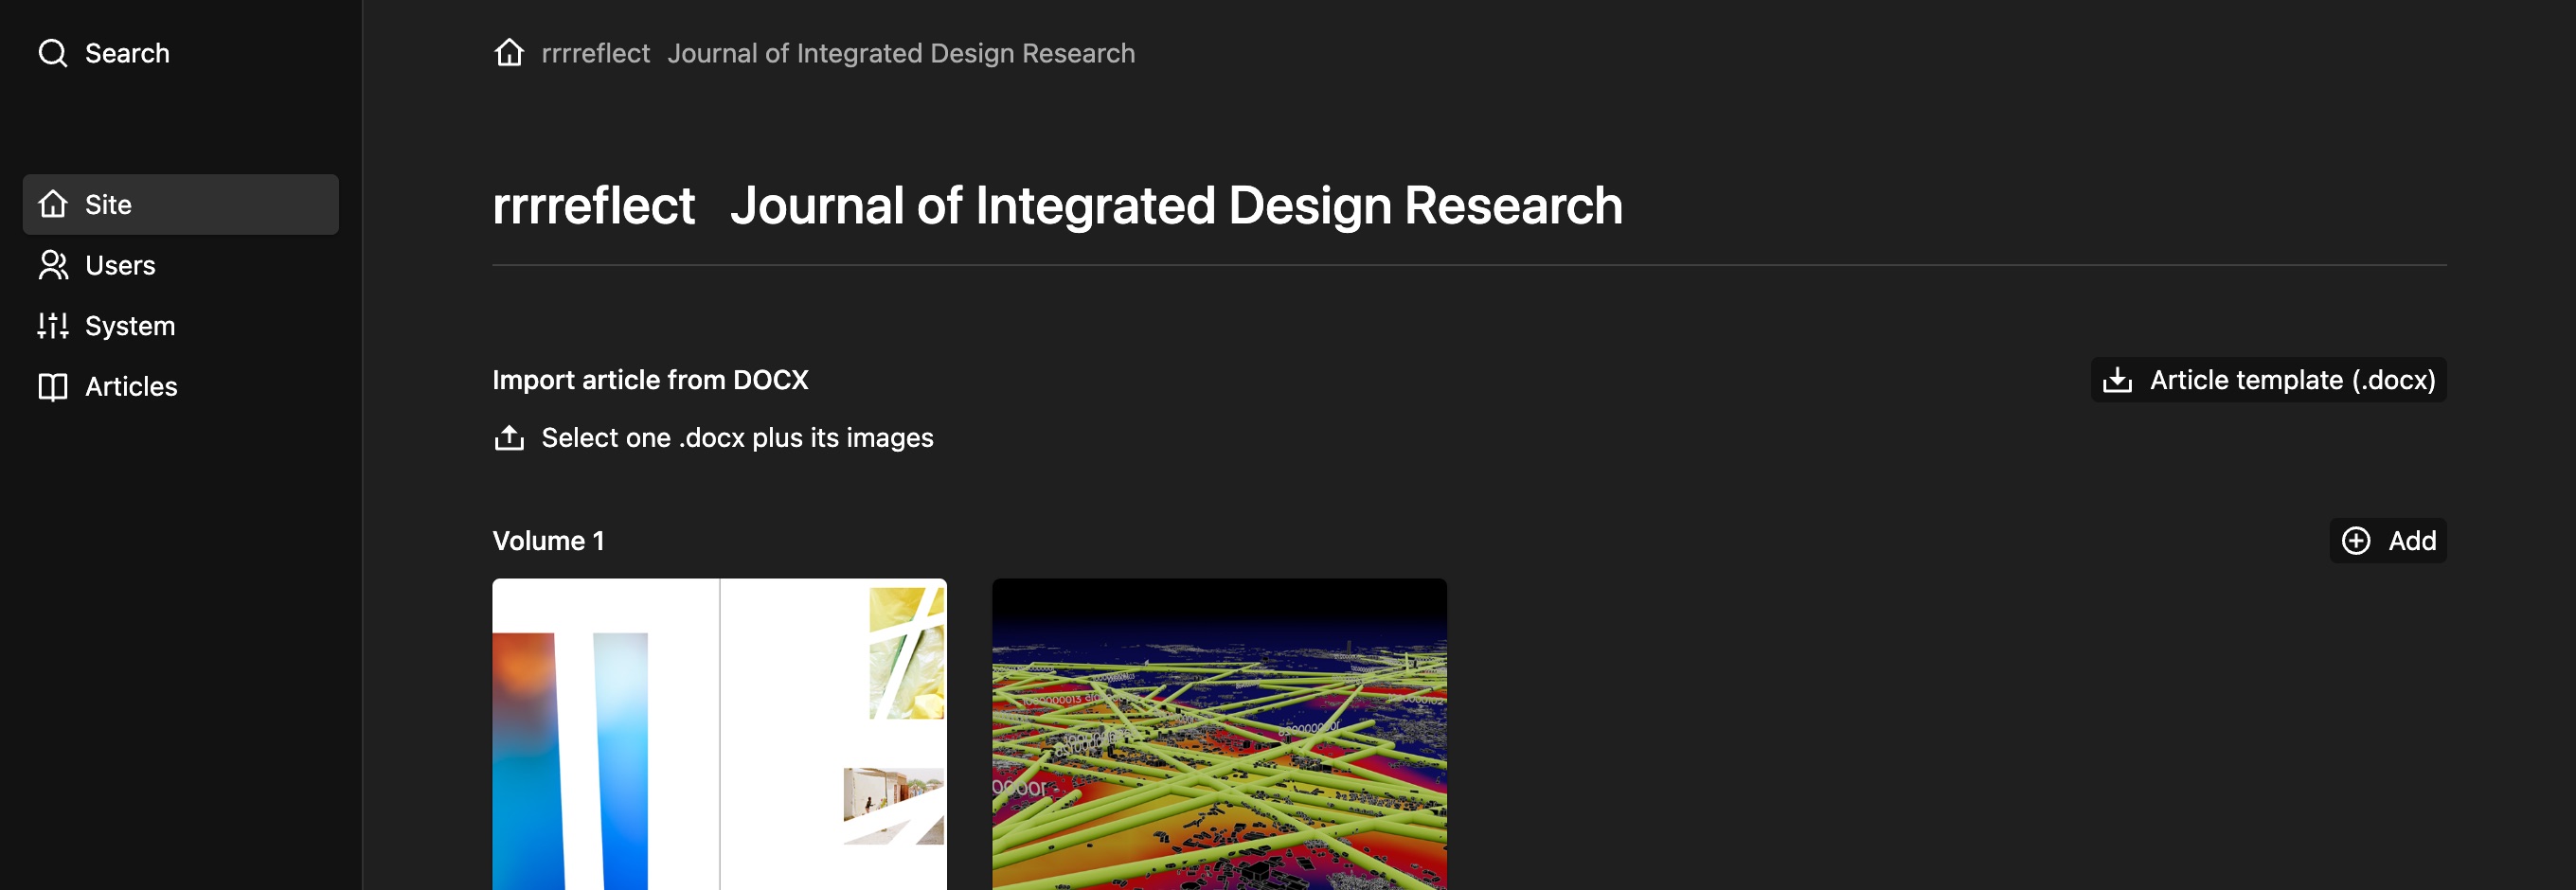 Search
Site
Users
System
Articles
rrrreflect Journal of Integrated Design Research
rrrreflect Journal of Integrated Design Research
Import article from DOCX
Article template (.docx)
Select one .docx plus its images
Volume 1
Add